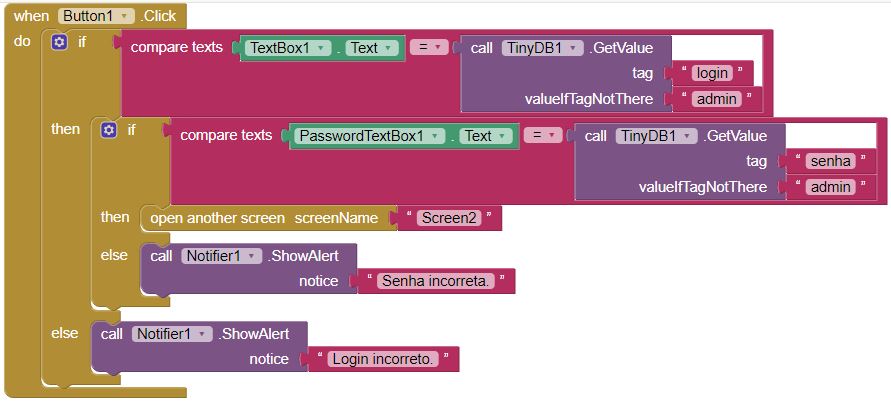 when Button1 .Click
do if compare texts TextBox1 . Text = call TinyDB1 .GetValue
tag “ login ”
valueIfTagNotThere “ admin ”
then if compare texts PasswordTextBox1 . Text = call TinyDB1 .GetValue
tag “ senha ”
valueIfTagNotThere “ admin ”
then open another screen screenName “ Screen2 ”
else call Notifier1 .ShowAlert
notice “ Senha incorreta. ”
else call Notifier1 .ShowAlert
notice “ Login incorreto. ”